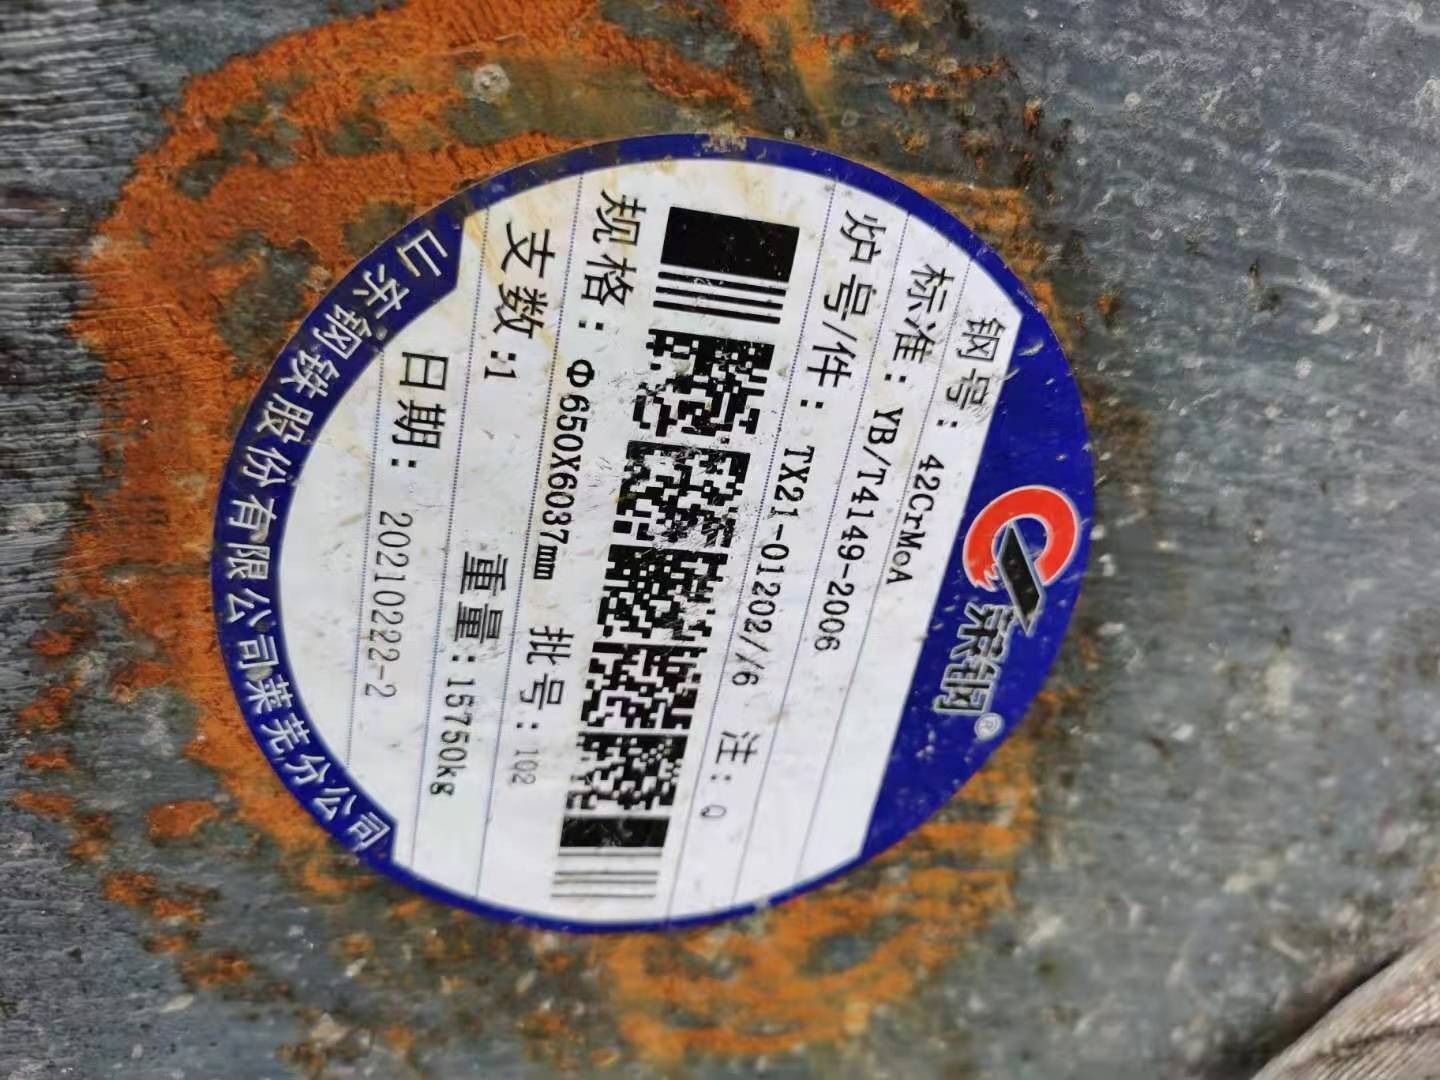 莱钢®
钢号：42CrMoA
标准：YB/T4149-2006
炉号/件：TX21-01202//6 注：Q
规格：Φ650X6037mm 批号：102
支数：1 重量：15750kg
日期：20210222-2
山东钢铁股份有限公司莱芜分公司